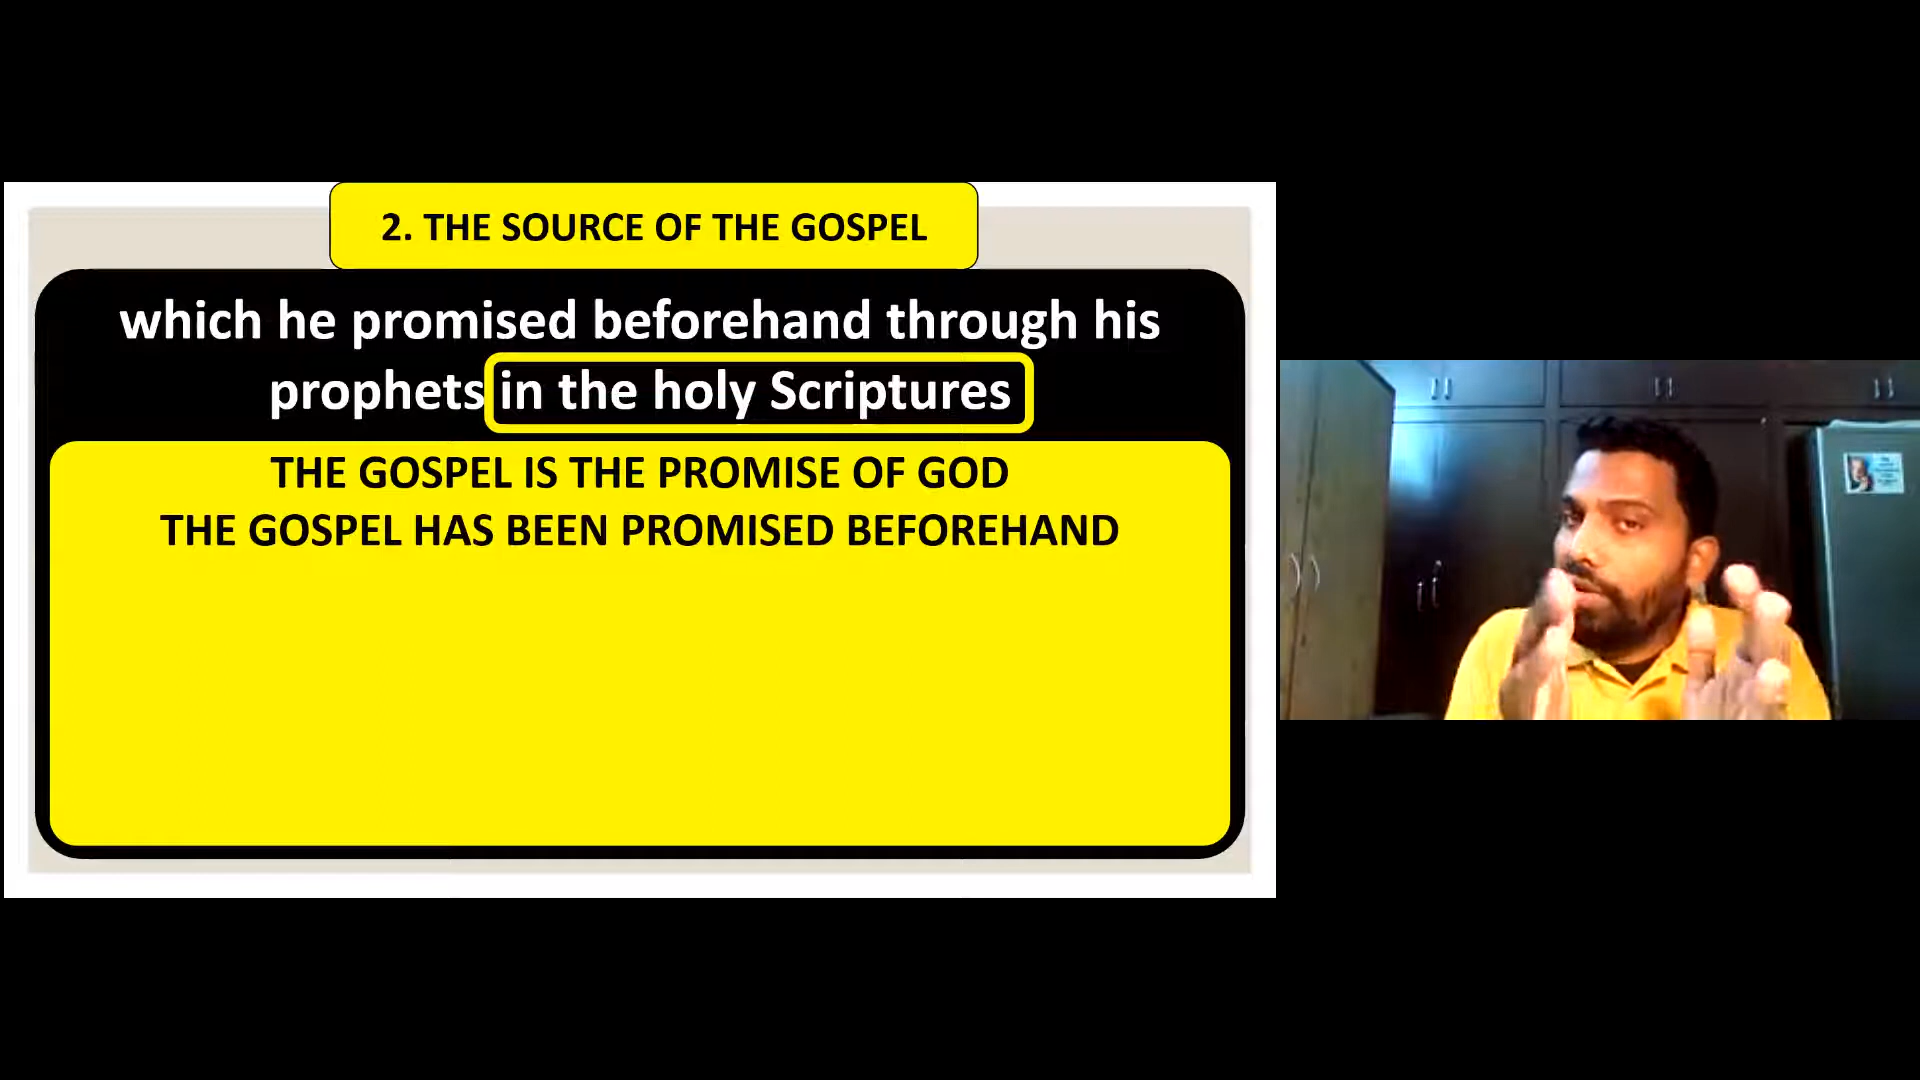 2. THE SOURCE OF THE GOSPEL
which he promised beforehand through his
prophets in the holy Scriptures
THE GOSPEL IS THE PROMISE OF GOD
THE GOSPEL HAS BEEN PROMISED BEFOREHAND